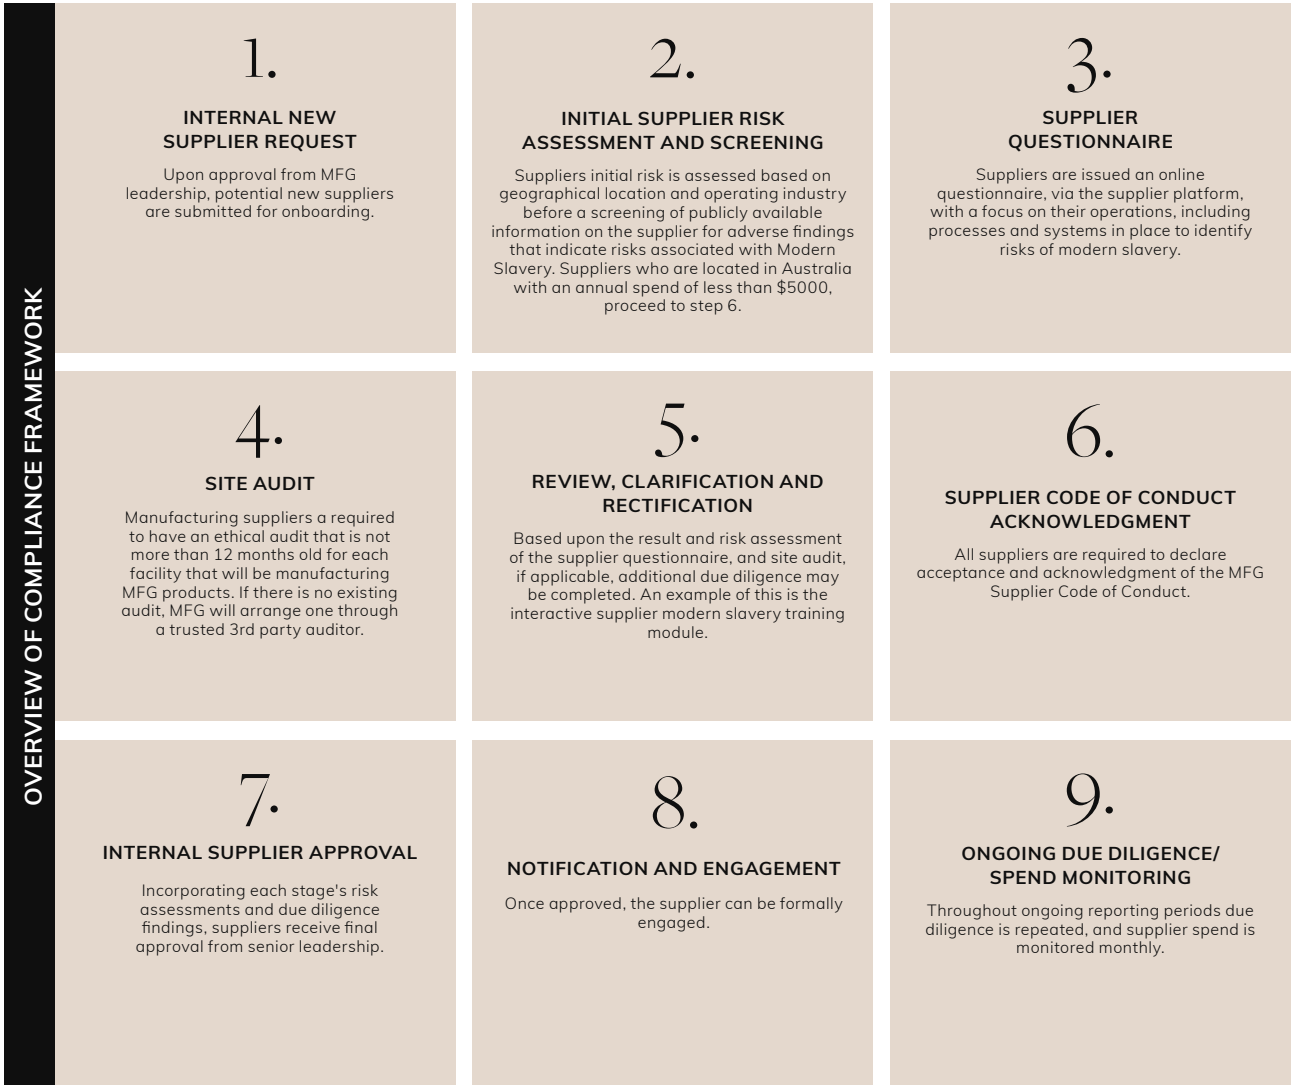 OVERVIEW OF COMPLIANCE FRAMEWORK
1.
INTERNAL NEW
SUPPLIER REQUEST
Upon approval from MFG
leadership, potential new suppliers
are submitted for onboarding.
2.
INITIAL SUPPLIER RISK
ASSESSMENT AND SCREENING
Suppliers initial risk is assessed based on
geographical location and operating industry
before a screening of publicly available
information on the supplier for adverse findings
that indicate risks associated with Modern
Slavery. Suppliers who are located in Australia
with an annual spend of less than $5000,
proceed to step 6.
3.
SUPPLIER
QUESTIONNAIRE
Suppliers are issued an online
questionnaire, via the supplier platform,
with a focus on their operations, including
processes and systems in place to identify
risks of modern slavery.
4.
SITE AUDIT
Manufacturing suppliers a required
to have an ethical audit that is not
more than 12 months old for each
facility that will be manufacturing
MFG products. If there is no existing
audit, MFG will arrange one through
a trusted 3rd party auditor.
5.
REVIEW, CLARIFICATION AND
RECTIFICATION
Based upon the result and risk assessment
of the supplier questionnaire, and site audit,
if applicable, additional due diligence may
be completed. An example of this is the
interactive supplier modern slavery training
module.
6.
SUPPLIER CODE OF CONDUCT
ACKNOWLEDGMENT
All suppliers are required to declare
acceptance and acknowledgment of the MFG
Supplier Code of Conduct.
7.
INTERNAL SUPPLIER APPROVAL
Incorporating each stage's risk
assessments and due diligence
findings, suppliers receive final
approval from senior leadership.
8.
NOTIFICATION AND ENGAGEMENT
Once approved, the supplier can be formally
engaged.
9.
ONGOING DUE DILIGENCE/
SPEND MONITORING
Throughout ongoing reporting periods due
diligence is repeated, and supplier spend is
monitored monthly.